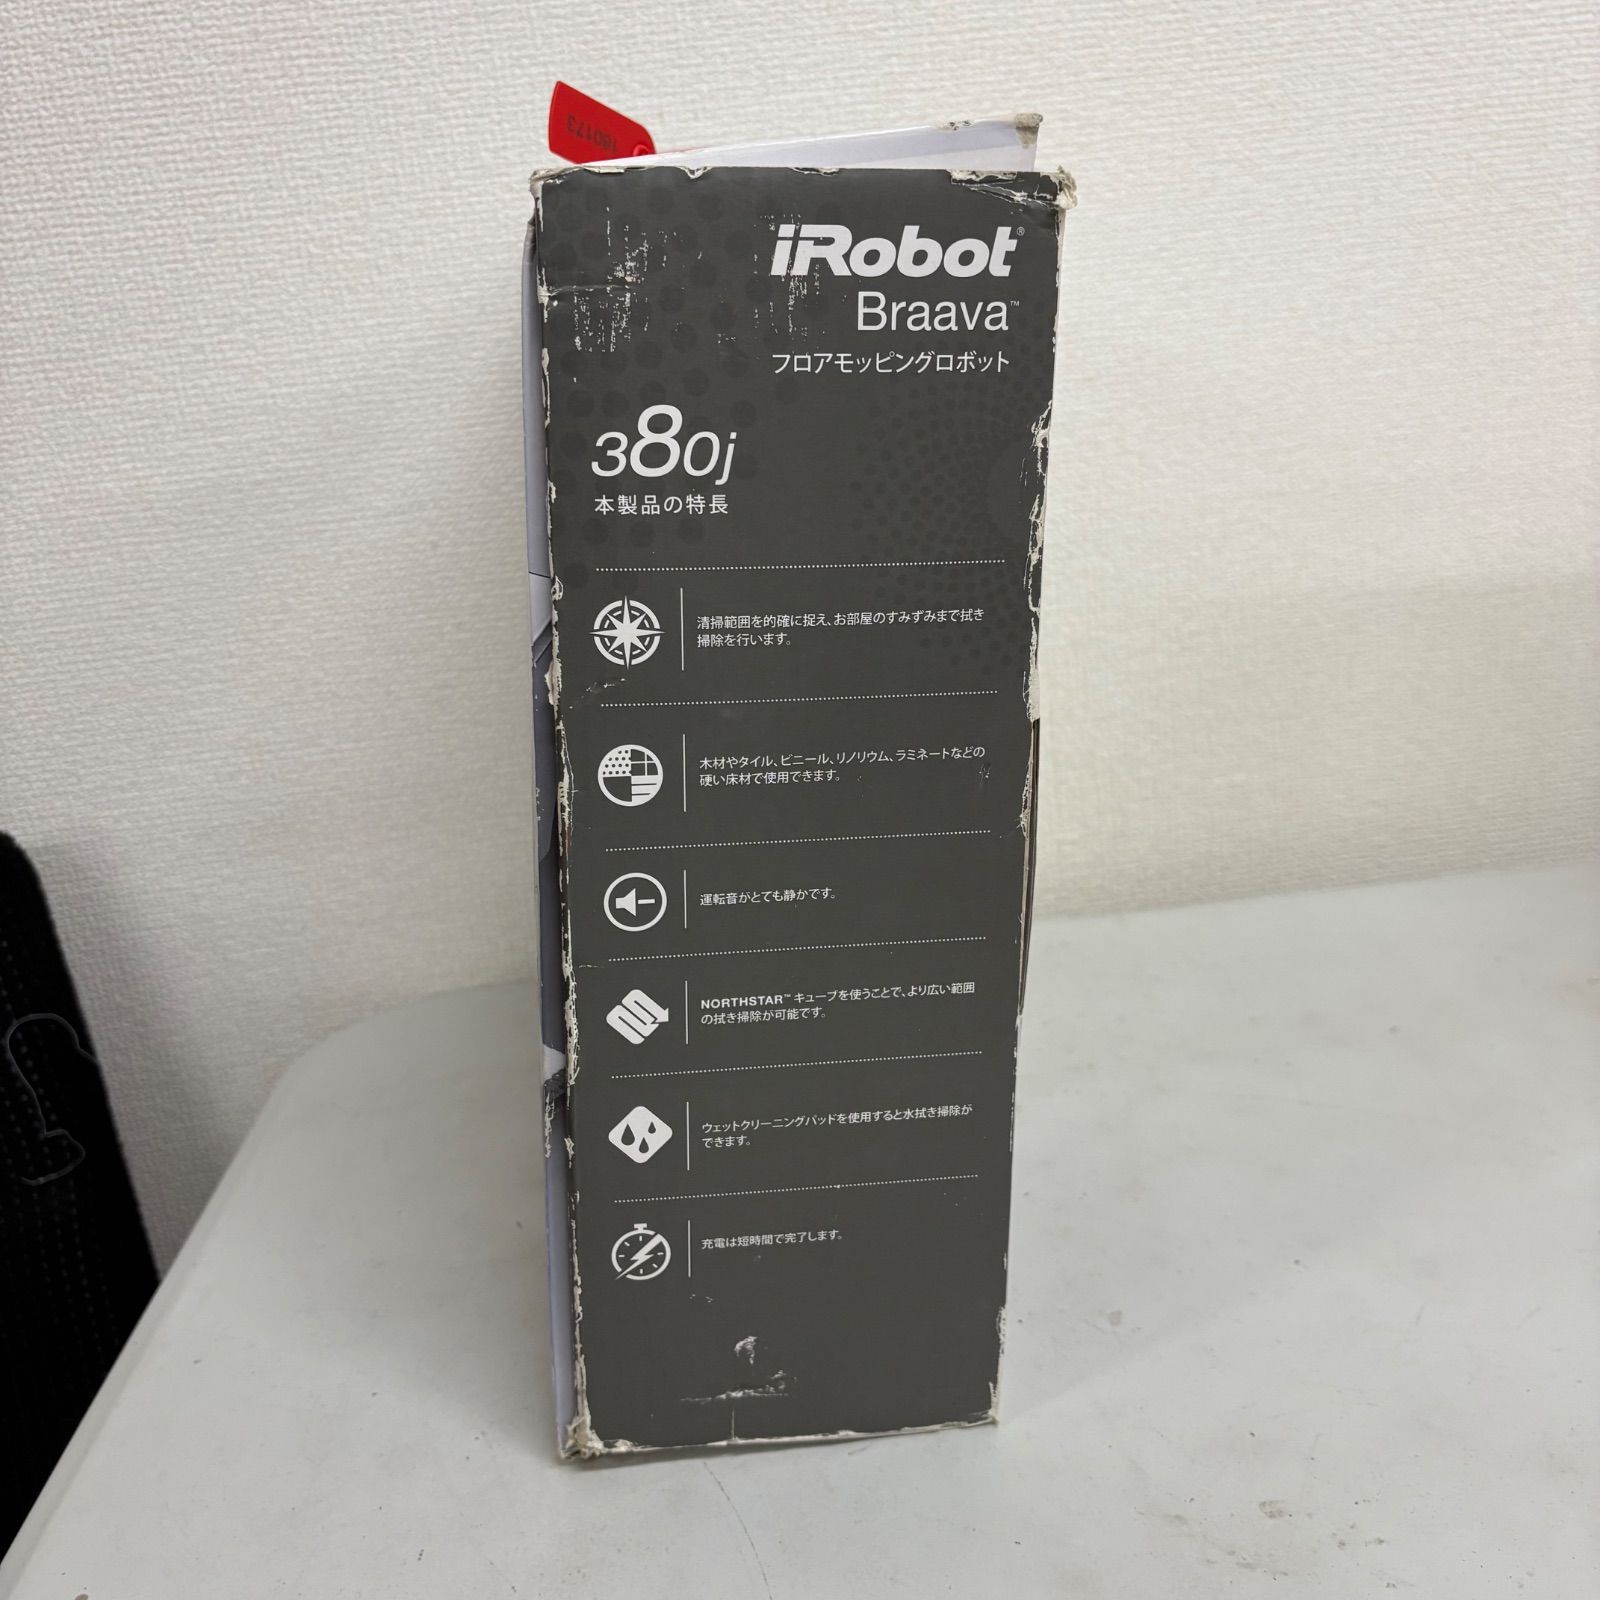 160173
iRobot®
Braava™
フロアモッピングロボット
380j
本製品の特長
清掃範囲を的確に捉え、お部屋のすみずみまで拭き
掃除を行います。
木材やタイル、ビニール、リノリウム、ラミネートなどの
硬い床材で使用できます。
運転音がとても静かです。
NORTHSTAR™ キューブを使うことで、より広い範囲
の拭き掃除が可能です。
ウェットクリーニングパッドを使用すると水拭き掃除が
できます。
充電は短時間で完了します。